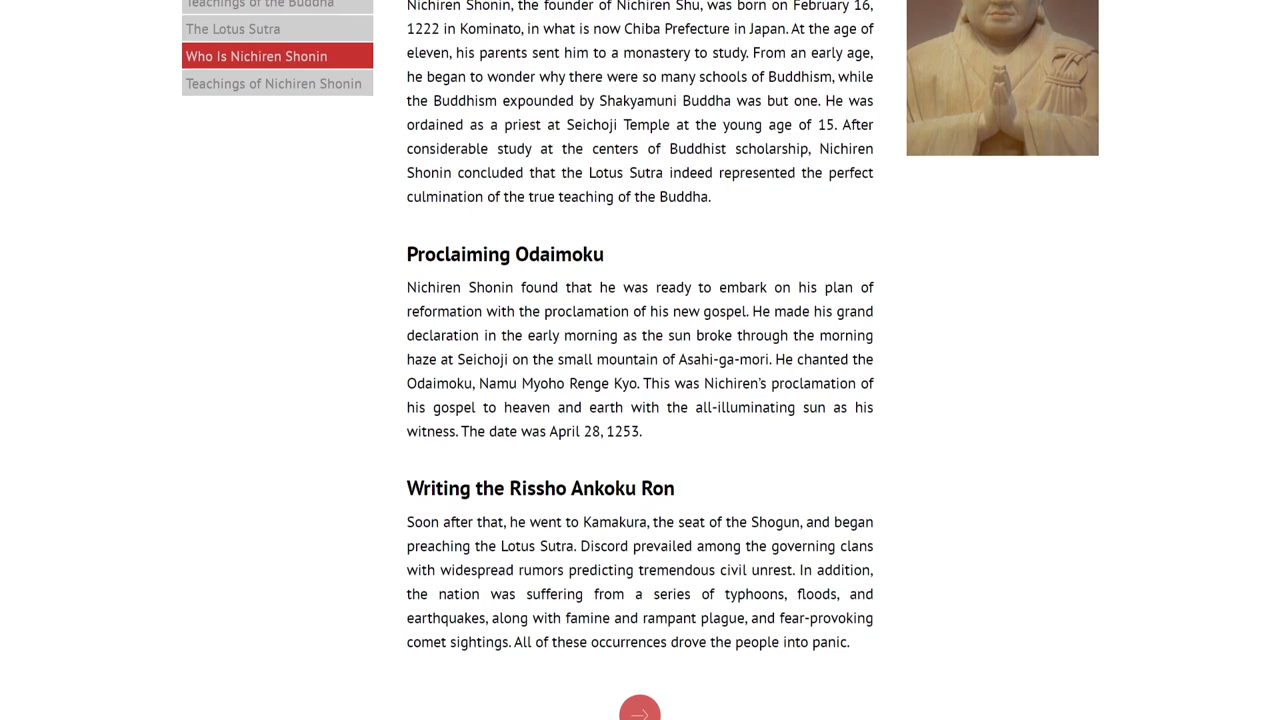 Teachings of the Buddha
The Lotus Sutra
Who Is Nichiren Shonin
Teachings of Nichiren Shonin
Nichiren Shonin, the founder of Nichiren Shu, was born on February 16,
1222 in Kominato, in what is now Chiba Prefecture in Japan. At the age of
eleven, his parents sent him to a monastery to study. From an early age,
he began to wonder why there were so many schools of Buddhism, while
the Buddhism expounded by Shakyamuni Buddha was but one. He was
ordained as a priest at Seichoji Temple at the young age of 15. After
considerable study at the centers of Buddhist scholarship, Nichiren
Shonin concluded that the Lotus Sutra indeed represented the perfect
culmination of the true teaching of the Buddha.
Proclaiming Odaimoku
Nichiren Shonin found that he was ready to embark on his plan of
reformation with the proclamation of his new gospel. He made his grand
declaration in the early morning as the sun broke through the morning
haze at Seichoji on the small mountain of Asahi-ga-mori. He chanted the
Odaimoku, Namu Myoho Renge Kyo. This was Nichiren's proclamation of
his gospel to heaven and earth with the all-illuminating sun as his
witness. The date was April 28, 1253.
Writing the Rissho Ankoku Ron
Soon after that, he went to Kamakura, the seat of the Shogun, and began
preaching the Lotus Sutra. Discord prevailed among the governing clans
with widespread rumors predicting tremendous civil unrest. In addition,
the nation was suffering from a series of typhoons, floods, and
earthquakes, along with famine and rampant plague, and fear-provoking
comet sightings. All of these occurrences drove the people into panic.